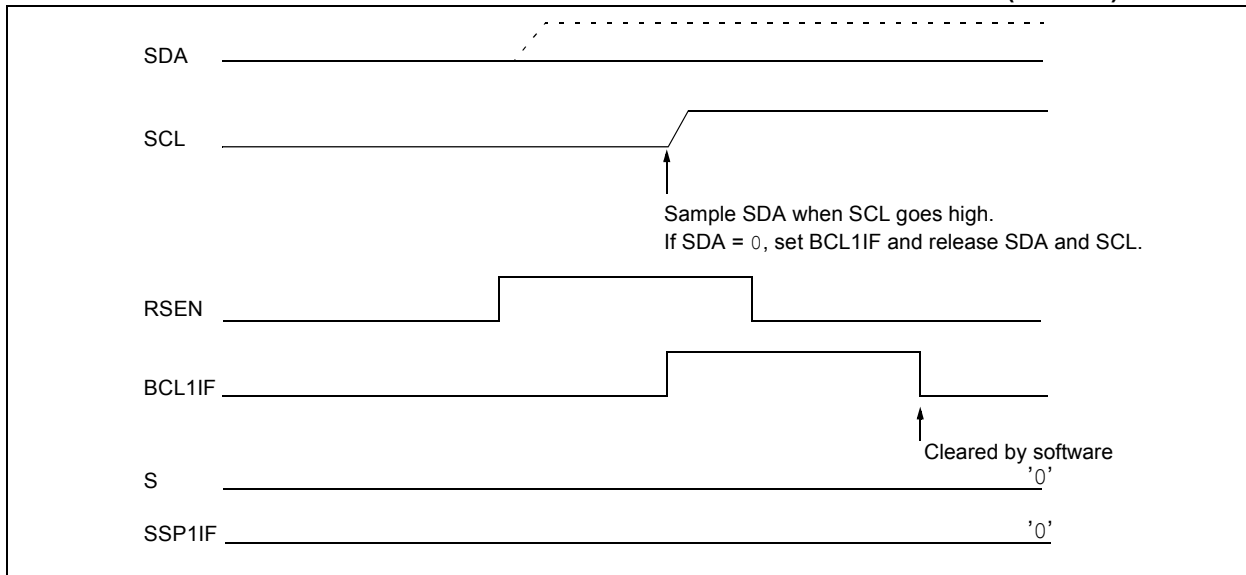 SDA
SCL
Sample SDA when SCL goes high.
If SDA = 0, set BCL1IF and release SDA and SCL.
RSEN
BCL1IF
Cleared by software
S
'0'
SSP1IF
'0'